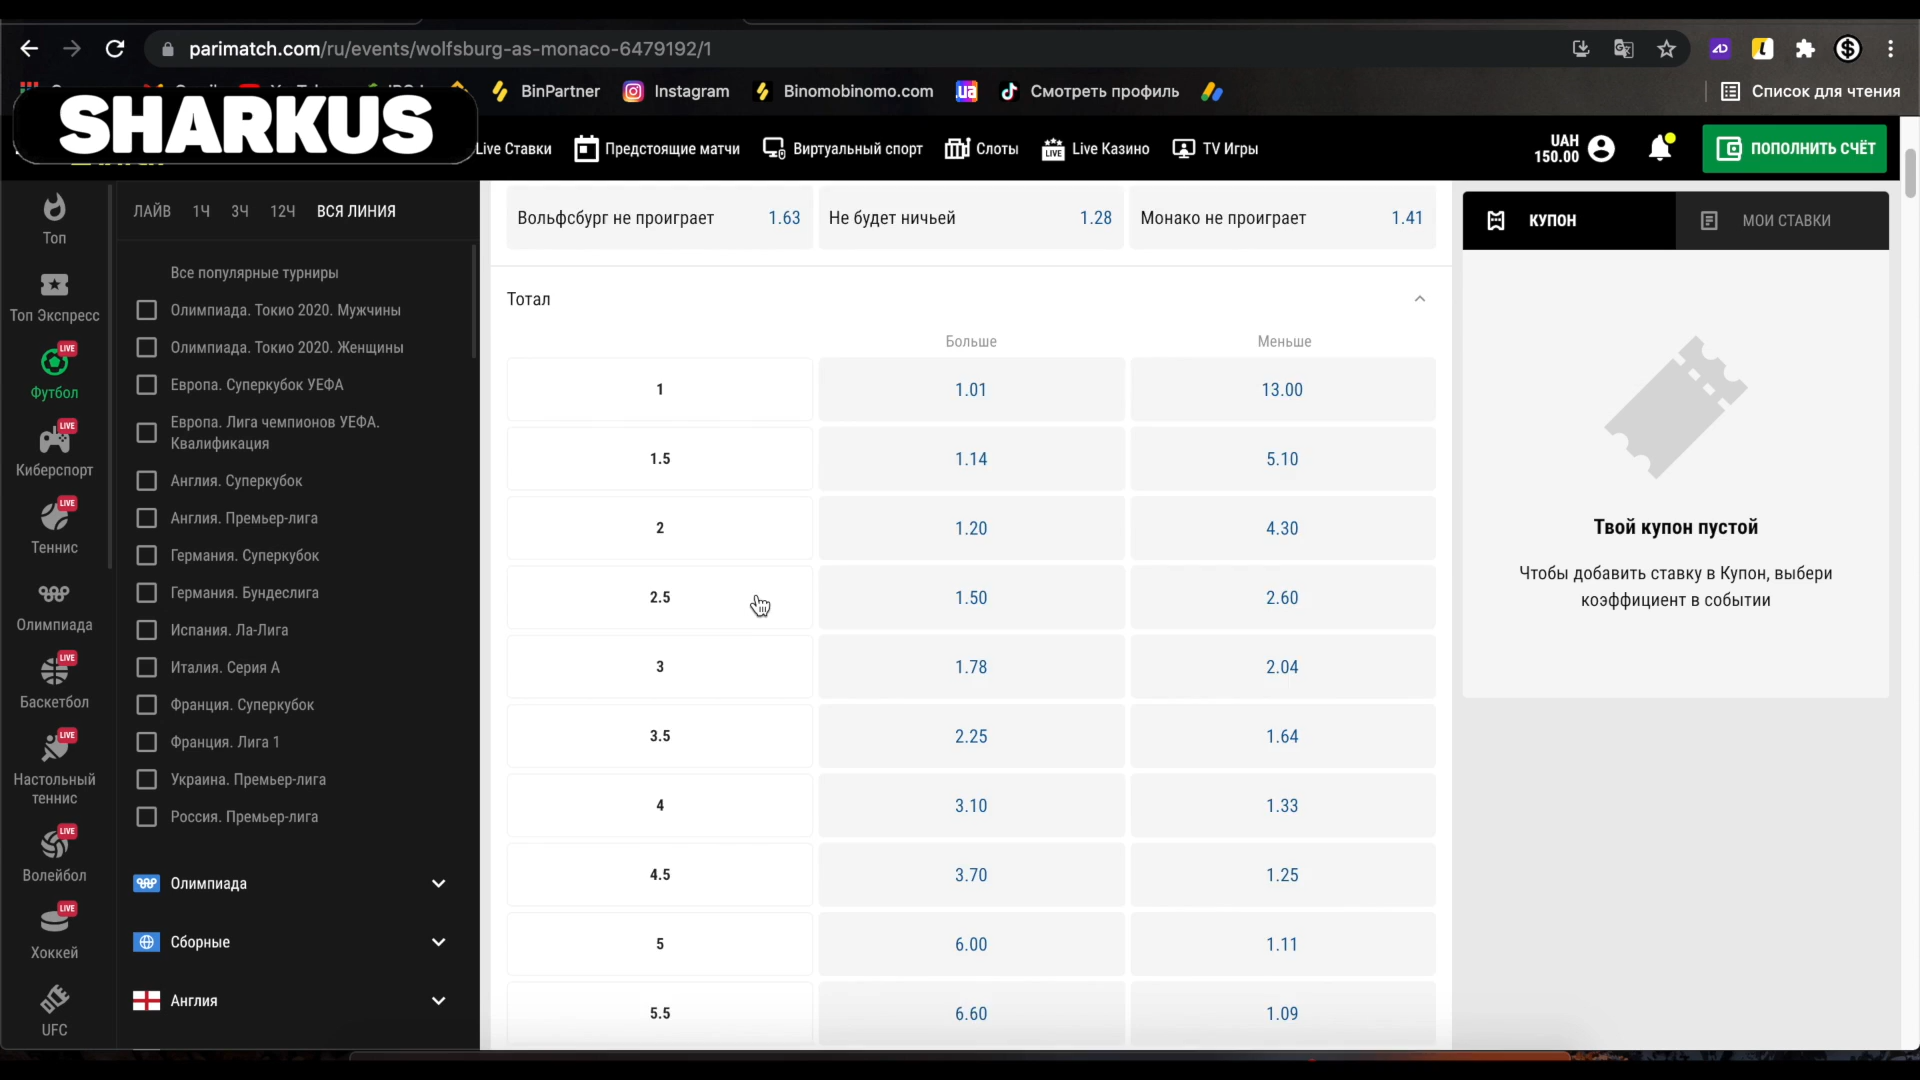 parimatch.com/ru/events/wolfsburg-as-monaco-6479192/1
BinPartner
Instagram
Binomobinomo.com
Смотреть профиль
Список для чтения
SHARKUS
Live Ставки
Предстоящие матчи
Виртуальный спорт
Слоты
LIVE
Live Казино
TV Игры
UAH
150.00
ПОПОЛНИТЬ СЧЁТ
Топ
Топ Экспресс
LIVE
Футбол
LIVE
Киберспорт
LIVE
Теннис
Олимпиада
LIVE
Баскетбол
LIVE
Настольный
теннис
LIVE
Волейбол
LIVE
Хоккей
UFC
ЛАЙВ 1Ч 3Ч 12Ч ВСЯ ЛИНИЯ
Все популярные турниры
Олимпиада. Токио 2020. Мужчины
Олимпиада. Токио 2020. Женщины
Европа. Суперкубок УЕФА
Европа. Лига чемпионов УЕФА.
Квалификация
Англия. Суперкубок
Англия. Премьер-лига
Германия. Суперкубок
Германия. Бундеслига
Испания. Ла-Лига
Италия. Серия А
Франция. Суперкубок
Франция. Лига 1
Украина. Премьер-лига
Россия. Премьер-лига
Олимпиада
Сборные
Англия
Вольфсбург не проиграет 1.63
Не будет ничьей 1.28
Монако не проиграет 1.41
Тотал
Больше Меньше
1 1.01 13.00
1.5 1.14 5.10
2 1.20 4.30
2.5 1.50 2.60
3 1.78 2.04
3.5 2.25 1.64
4 3.10 1.33
4.5 3.70 1.25
5 6.00 1.11
5.5 6.60 1.09
КУПОН
МОИ СТАВКИ
Твой купон пустой
Чтобы добавить ставку в Купон, выбери
коэффициент в событии